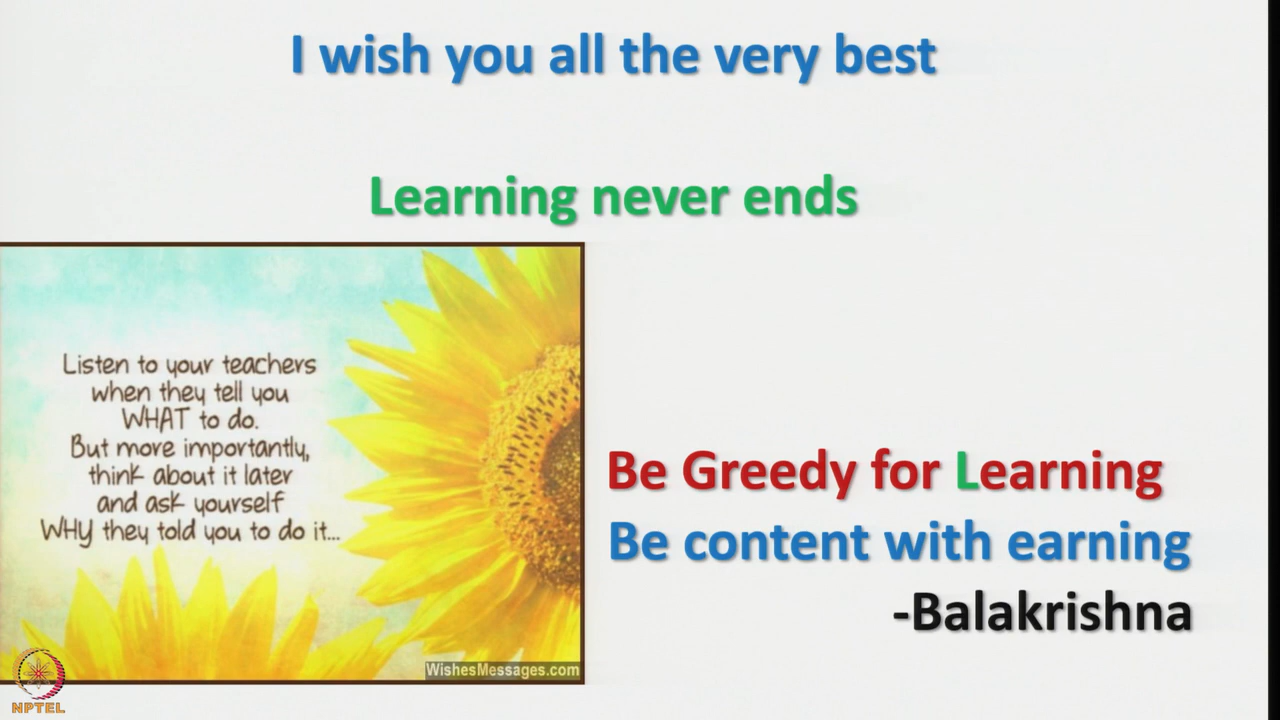 I wish you all the very best
Learning never ends
Listen to your teachers
when they tell you
WHAT to do.
But more importantly,
think about it later
and ask yourself
WHY they told you to do it...
WishesMessages.com
Be Greedy for Learning
Be content with earning
-Balakrishna
NPTEL